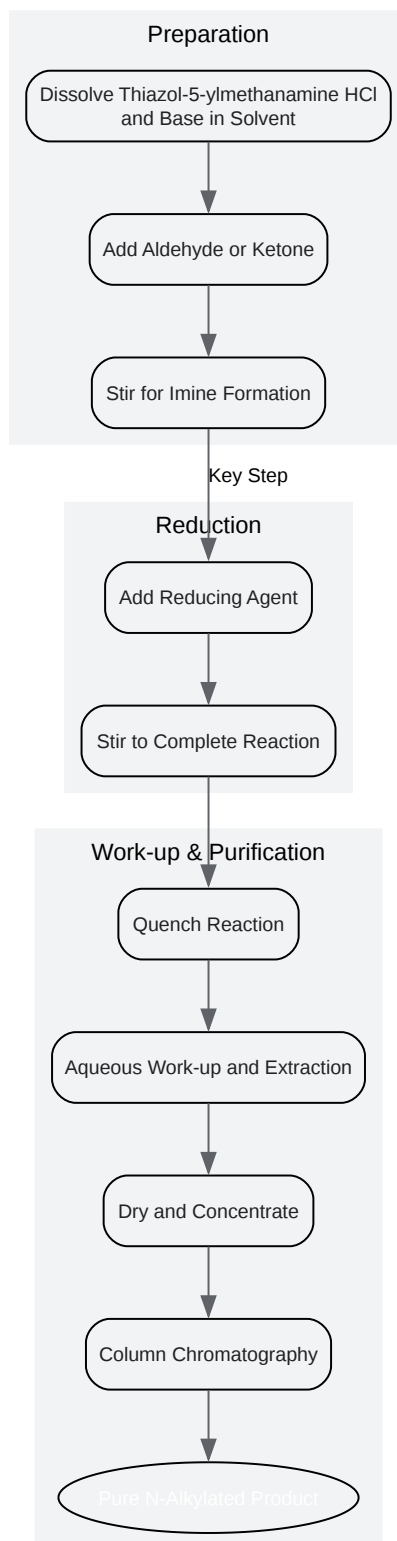 Preparation
Dissolve Thiazol-5-ylmethanamine HCl
and Base in Solvent
Add Aldehyde or Ketone
Stir for Imine Formation
Key Step
Reduction
Add Reducing Agent
Stir to Complete Reaction
Work-up & Purification
Quench Reaction
Aqueous Work-up and Extraction
Dry and Concentrate
Column Chromatography
Pure N-Alkylated Product